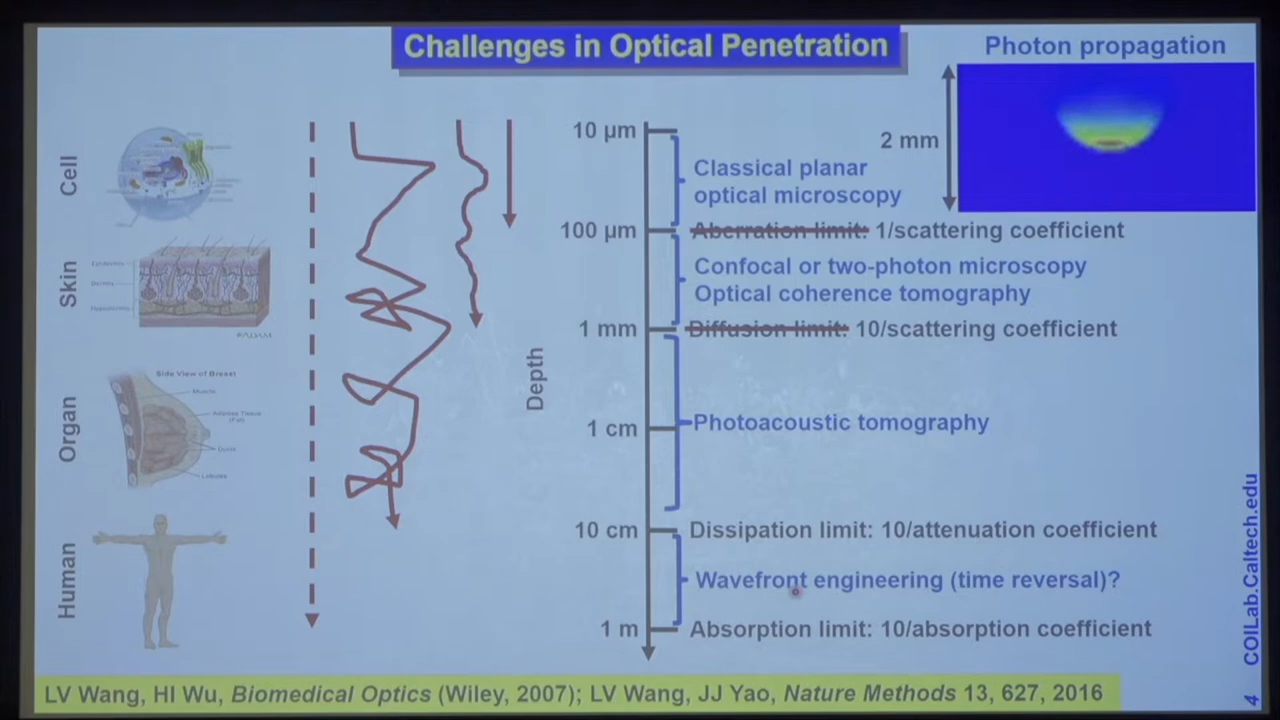 Challenges in Optical Penetration
Photon propagation
2 mm
Cell
Skin
Organ
Human
Side View of Breast
Muscle
Ducts
Lobules
Depth
10 µm
Classical planar
optical microscopy
100 µm
Aberration limit: 1/scattering coefficient
Confocal or two-photon microscopy
Optical coherence tomography
1 mm
Diffusion limit: 10/scattering coefficient
1 cm
Photoacoustic tomography
10 cm
Dissipation limit: 10/attenuation coefficient
Wavefront engineering (time reversal)?
1 m
Absorption limit: 10/absorption coefficient
COILab.Caltech.edu
LV Wang, HI Wu, Biomedical Optics (Wiley, 2007); LV Wang, JJ Yao, Nature Methods 13, 627, 2016
4